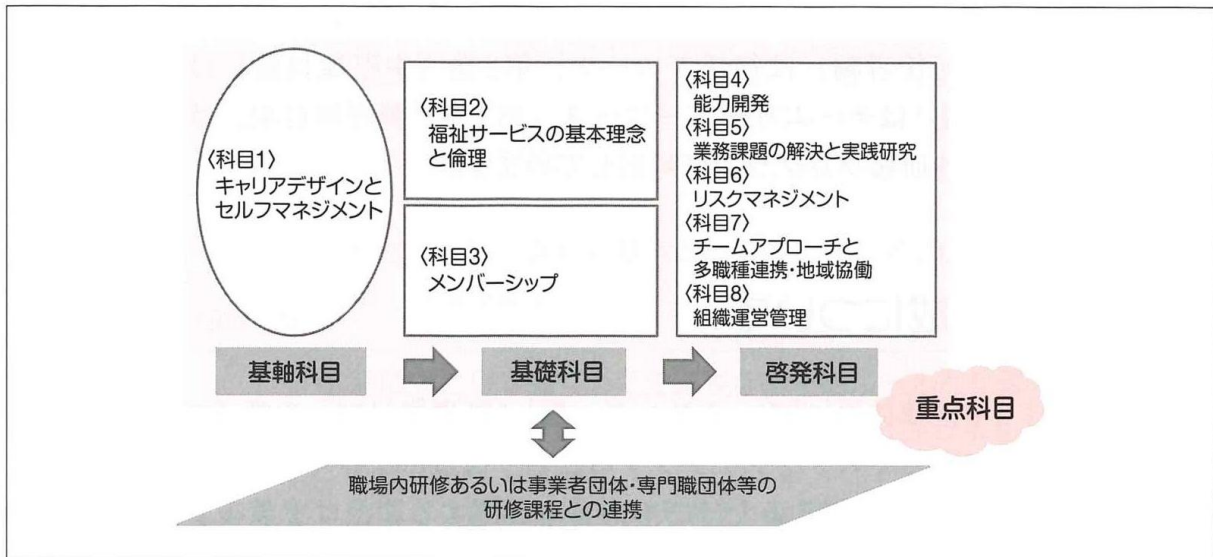 〈科目1〉
キャリアデザインと
セルフマネジメント
〈科目2〉
福祉サービスの基本理念
と倫理
〈科目3〉
メンバーシップ
〈科目4〉
能力開発
〈科目5〉
業務課題の解決と実践研究
〈科目6〉
リスクマネジメント
〈科目7〉
チームアプローチと
多職種連携・地域協働
〈科目8〉
組織運営管理
基軸科目
基礎科目
啓発科目
重点科目
職場内研修あるいは事業者団体・専門職団体等の
研修課程との連携